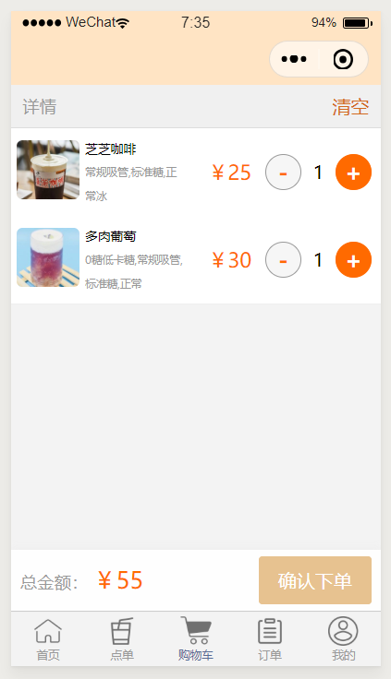 WeChat 7:35 94%
详情 清空
芝芝咖啡
常规吸管,标准糖,正
常冰
￥25 - 1 +
多肉葡萄
0糖低卡糖,常规吸管,
标准糖,正常
￥30 - 1 +
总金额： ￥55 确认下单
首页 点单 购物车 订单 我的